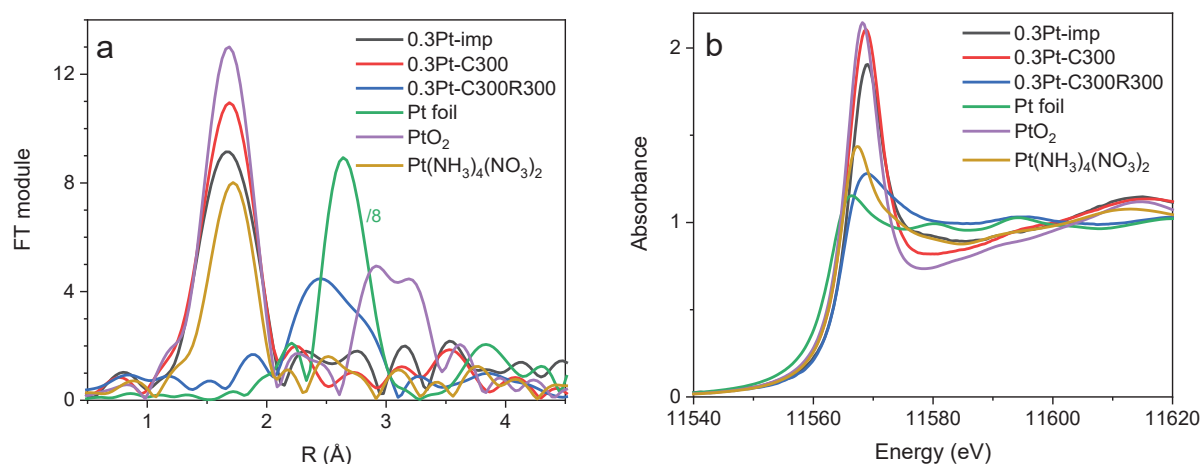 a
0.3Pt-imp
0.3Pt-C300
0.3Pt-C300R300
Pt foil
PtO2
Pt(NH3)4(NO3)2
/8
12
8
4
0
1 2 3 4
FT module
R (Å)
b
0.3Pt-imp
0.3Pt-C300
0.3Pt-C300R300
Pt foil
PtO2
Pt(NH3)4(NO3)2
2
1
0
11540 11560 11580 11600 11620
Absorbance
Energy (eV)